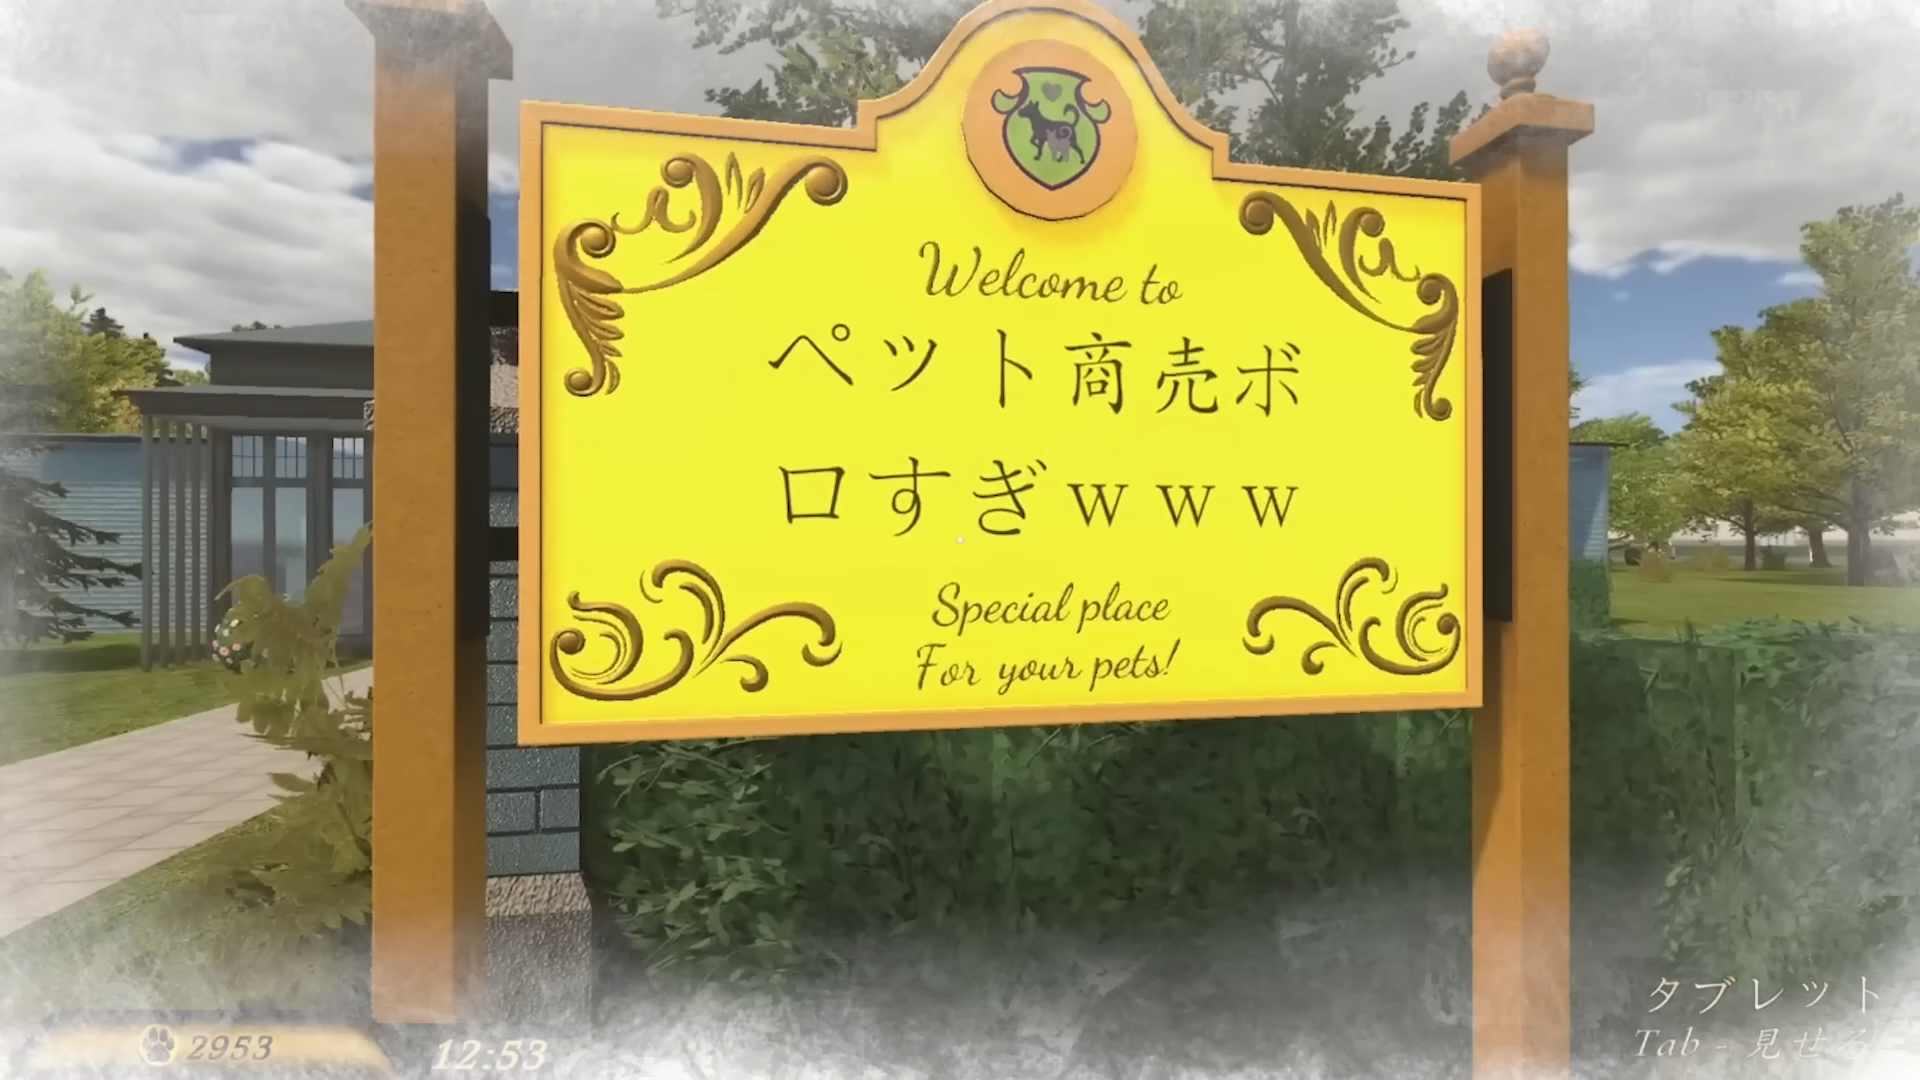 Welcome to
ペット商売ボ
ロすぎｗｗｗ
Special place
For your pets!
タブレット
Tab - 見せる
2953
12:53